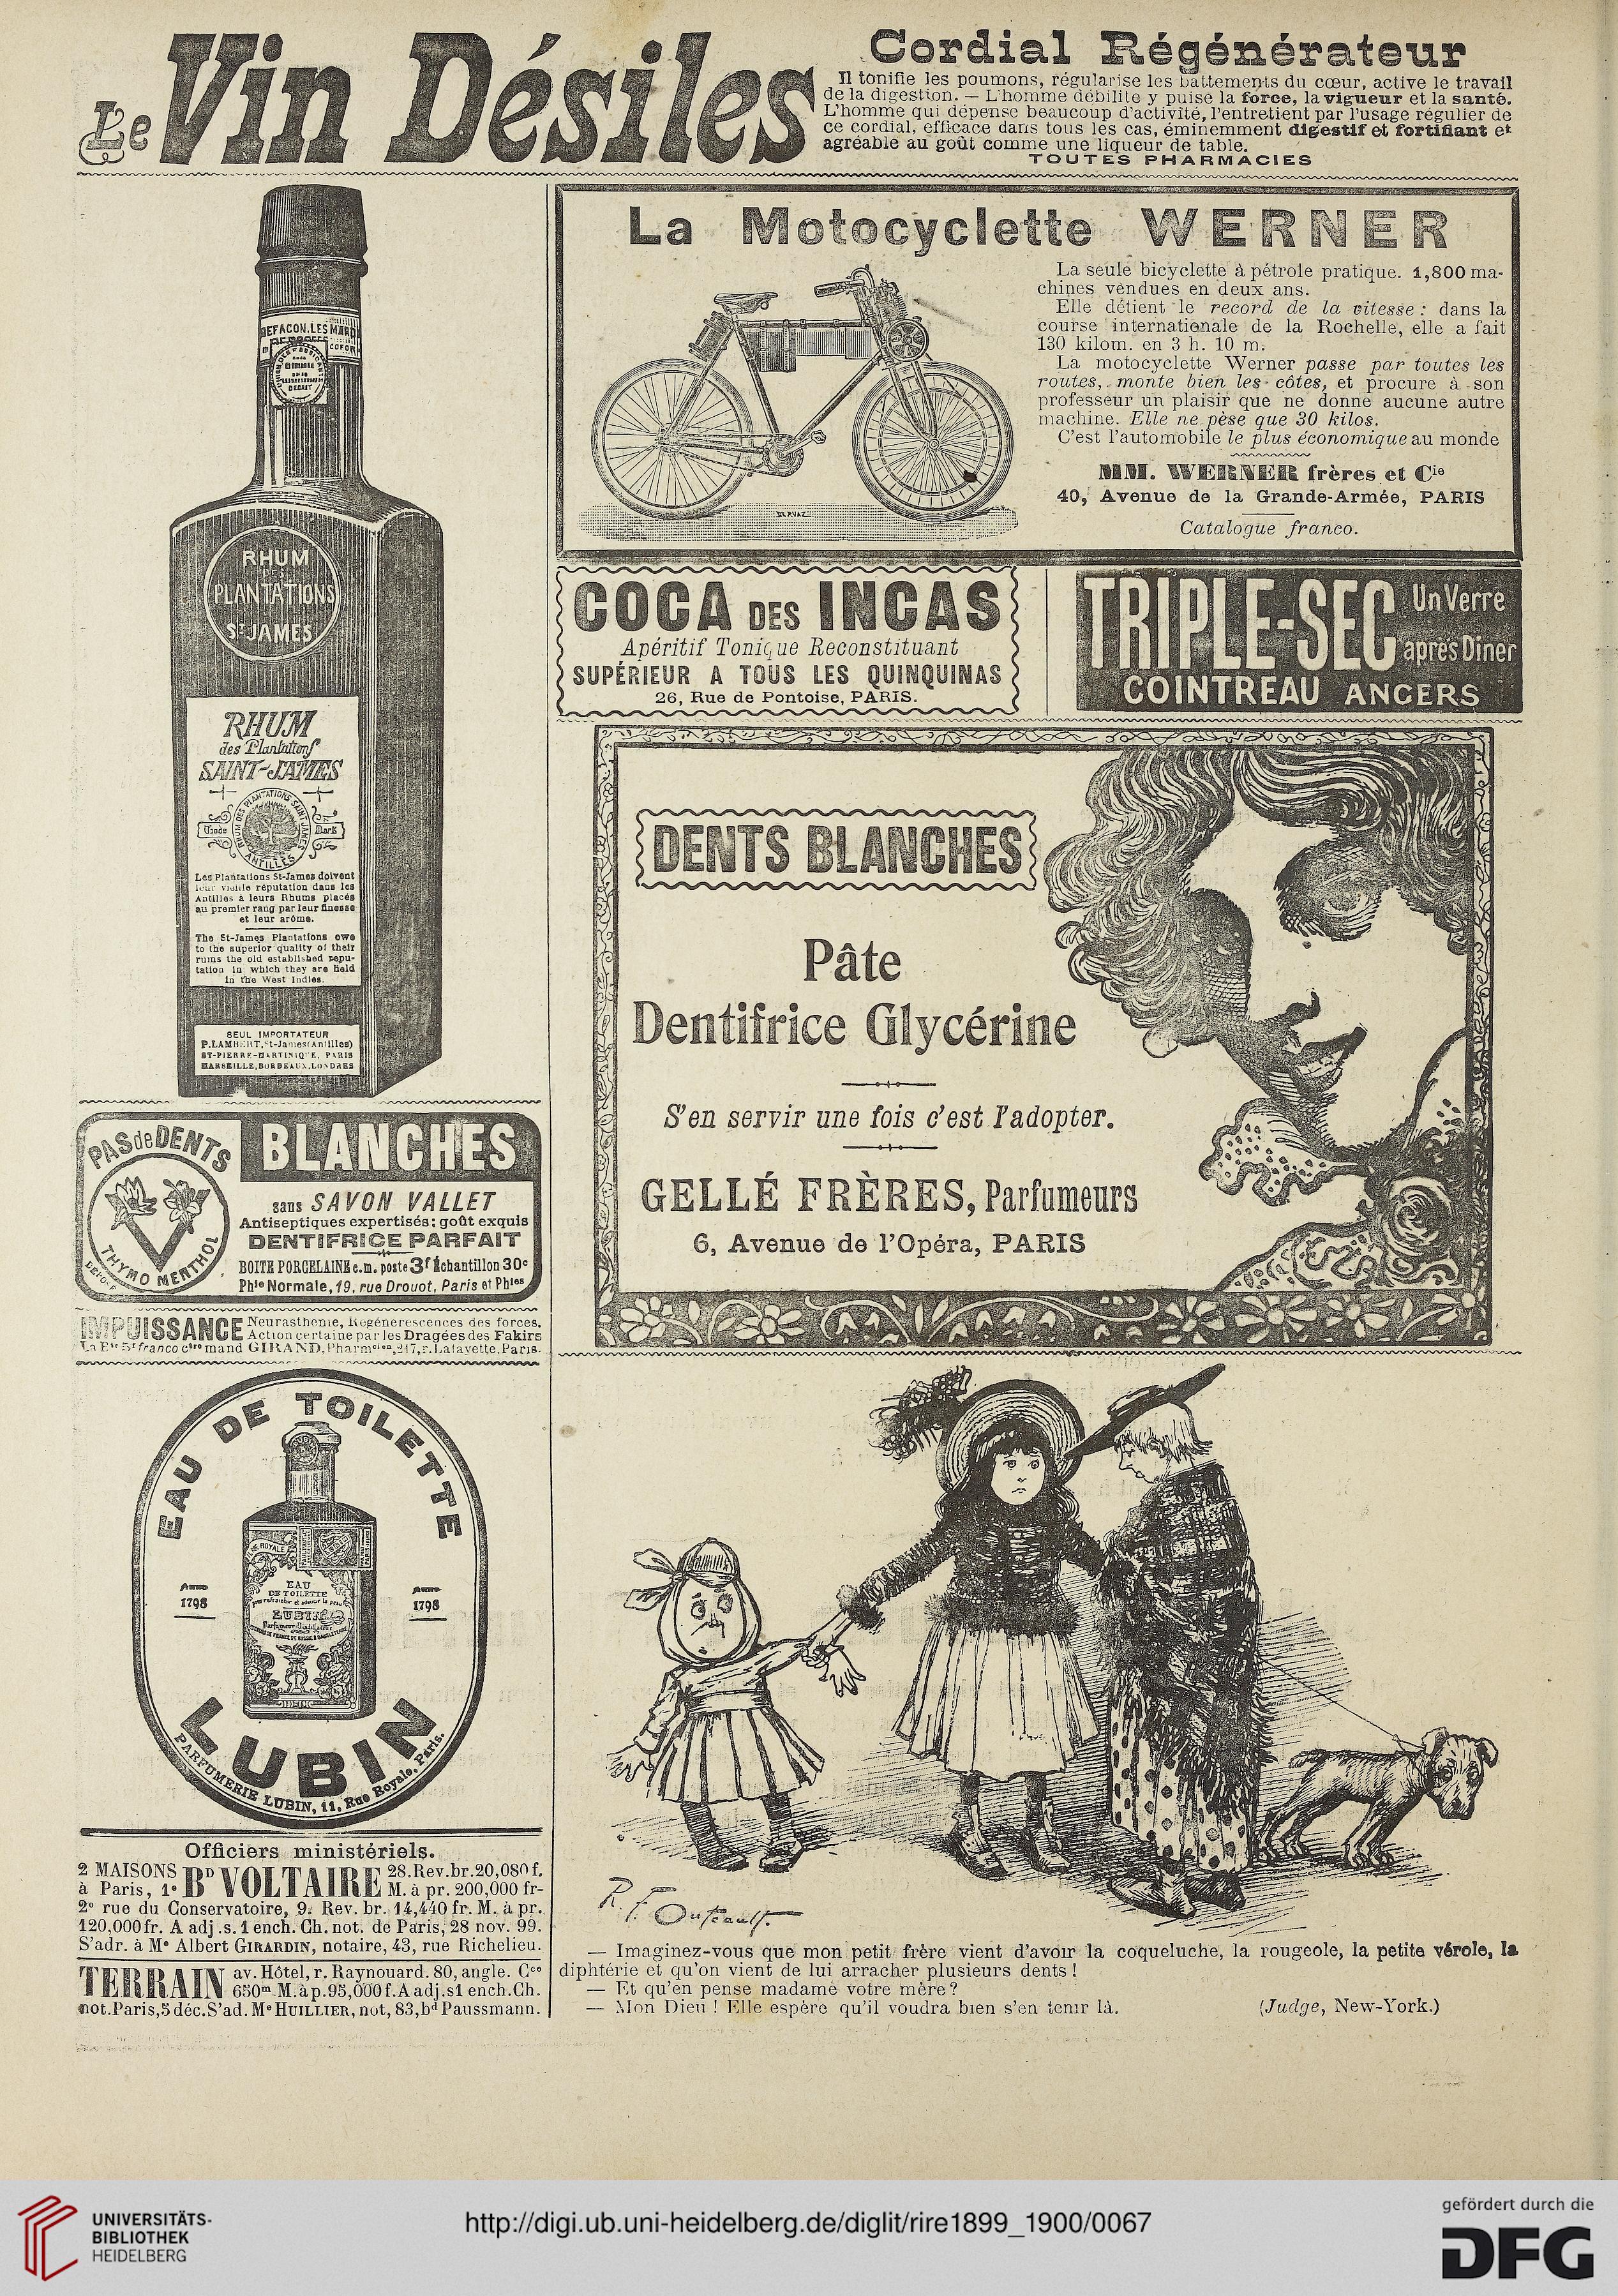 Le Vin Désiles
Cordial Régénérateur
Il tonifie les poumons, régularise les battements du cœur, active le travail
de la digestion. — L'homme débilité y puise la force, la vigueur et la santé.
L'homme qui dépense beaucoup d'activité, l'entretient par l'usage régulier de
ce cordial, efficace dans tous les cas, éminemment digestif et fortifiant et
agréable au goût comme une liqueur de table.
TOUTES PHARMACIES
RHUM
PLANTATIONS
ST JAMES
RHUM
des Plantations
SAINT-JAMES
Trade Mark
ANTILLES
Les Plantations St-James doivent
leur vieille réputation dans les
Antilles à leurs Rhums placés
au premier rang par leur finesse
et leur arôme.
The St-James Plantations owe
to the superior quality of their
rums the old established repu-
tation in which they are held
in the West Indies.
SEUL IMPORTATEUR
P. LAMBERT, St-James (Antilles)
ST-PIERRE-MARTINIQUE, PARIS
MARSEILLE, BORDEAUX, LONDRES
PAS de DENTS BLANCHES
sans SAVON VALLET
Antiseptiques expertisés: goût exquis
DENTIFRICE PARFAIT
BOITE PORCELAINE c. m. poste 3f Échantillon 30c
Phie Normale, 19, rue Drouot, Paris et Phies
THYMO MENTHOL
DÉPOSÉ
IMPUISSANCE Neurasthénie, Régénérescences des forces.
Action certaine par les Dragées des Fakirs
La Bte 5f franco ctre mand GIRAND, Pharmcien, 217, r. Lafayette, Paris.
EAU DE TOILETTE
Anno
1798
Anno
1798
EAU
DE TOILETTE
LUBIN
LUBIN
PARFUMERIE LUBIN, 11, Rue Royale, Paris.
Officiers ministériels.
2 MAISONS à Paris, 1° Bd VOLTAIRE 28. Rev. br. 20,080 f.
M. à pr. 200,000 fr-
2° rue du Conservatoire, 9. Rev. br. 14,440 fr. M. à pr.
120,000 fr. A adj. s. 1 ench. Ch. not. de Paris, 28 nov. 99.
S'adr. à Me Albert GIRARDIN, notaire, 43, rue Richelieu.
TERRAIN av. Hôtel, r. Raynouard. 80, angle. Cce
650m. M. à p. 95,000 f. A adj. s1 ench. Ch.
not. Paris, 5 déc. S'ad. Me HUILLIER, not, 83, bd Paussmann.
La Motocyclette WERNER
La seule bicyclette à pétrole pratique. 1,800 ma-
chines vendues en deux ans.
Elle détient le record de la vitesse : dans la
course internationale de la Rochelle, elle a fait
130 kilom. en 3 h. 10 m.
La motocyclette Werner passe par toutes les
routes, monte bien les côtes, et procure à son
professeur un plaisir que ne donne aucune autre
machine. Elle ne pèse que 30 kilos.
C'est l'automobile le plus économique au monde
MM. WERNER frères et Cie
40, Avenue de la Grande-Armée, PARIS
Catalogue franco.
COCA DES INCAS
Apéritif Tonique Reconstituant
SUPÉRIEUR A TOUS LES QUINQUINAS
26, Rue de Pontoise, PARIS.
TRIPLE-SEC
Un Verre
après Diner
COINTREAU ANGERS
DENTS BLANCHES
Pâte
Dentifrice Glycérine
S'en servir une fois c'est l'adopter.
GELLÉ FRÈRES, Parfumeurs
6, Avenue de l'Opéra, PARIS
R. F. Outcault.
— Imaginez-vous que mon petit frère vient d'avoir la coqueluche, la rougeole, la petite vérole, la
diphtérie et qu'on vient de lui arracher plusieurs dents !
— Et qu'en pense madame votre mère ?
— Mon Dieu ! Elle espère qu'il voudra bien s'en tenir là.
(Judge, New-York.)
UNIVERSITÄTS-
BIBLIOTHEK
HEIDELBERG
http://digi.ub.uni-heidelberg.de/diglit/rire1899_1900/0067
gefördert durch die
DFG